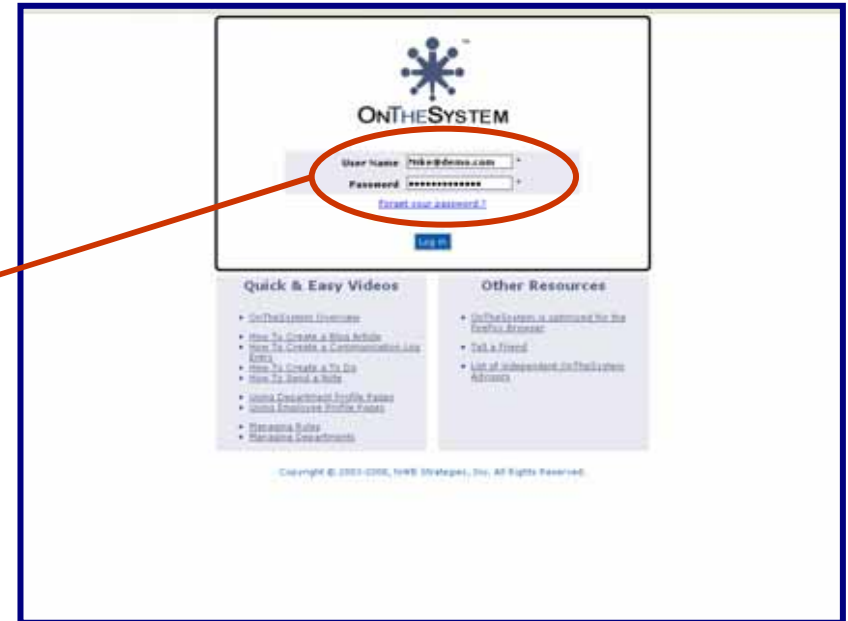 ™
ONTHESYSTEM
User Name Mike@demo.com *
Password ••••••••••••• *
Forget your password ?
Log in
Quick & Easy Videos
• OnTheSystem Overview
• How To Create a Blog Article
• How To Create a Communication Log
Entry
• How To Create a To Do
• How To Send a Note
• Using Department Profile Pages
• Using Employee Profile Pages
• Managing Roles
• Managing Departments
Other Resources
• OnTheSystem is optimized for the
Firefox Browser
• Tell a Friend
• List of independent OnTheSystem
Advisors
Copyright © 2003-2008, Strategies, Inc. All Rights Reserved.